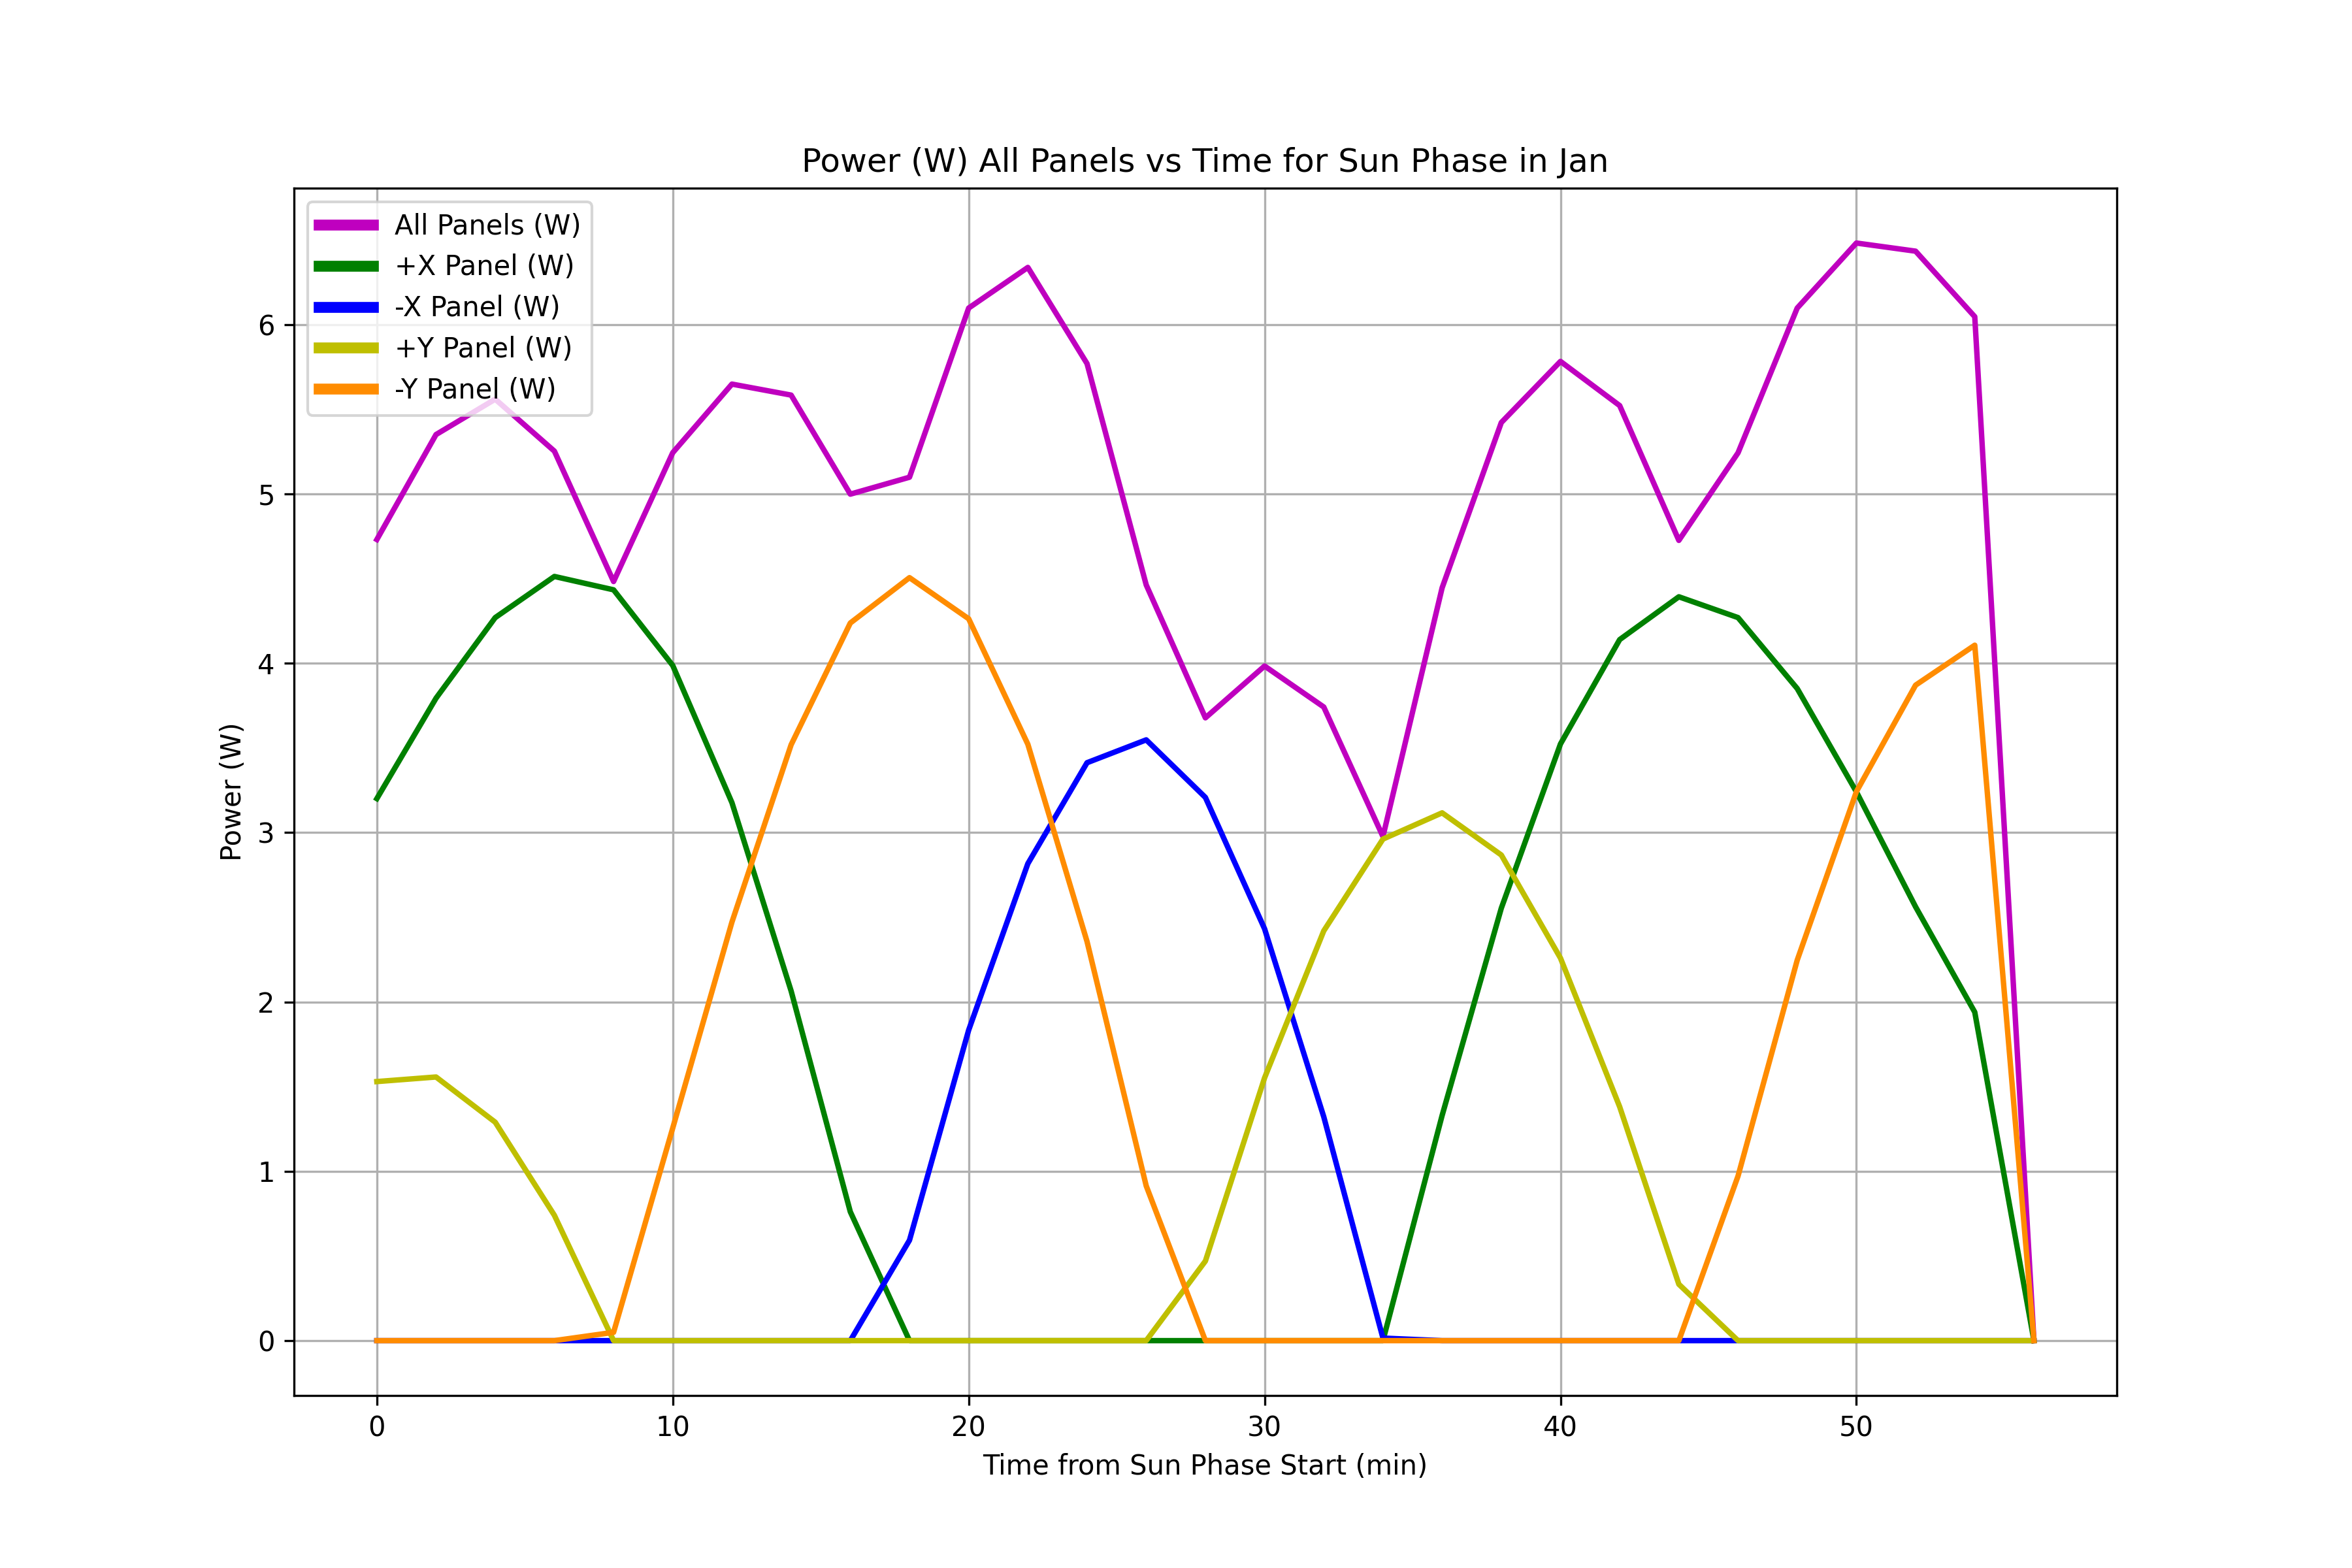 Power (W) All Panels vs Time for Sun Phase in Jan
All Panels (W)
+X Panel (W)
-X Panel (W)
+Y Panel (W)
-Y Panel (W)
Power (W)
6
5
4
3
2
1
0
0 10 20 30 40 50
Time from Sun Phase Start (min)